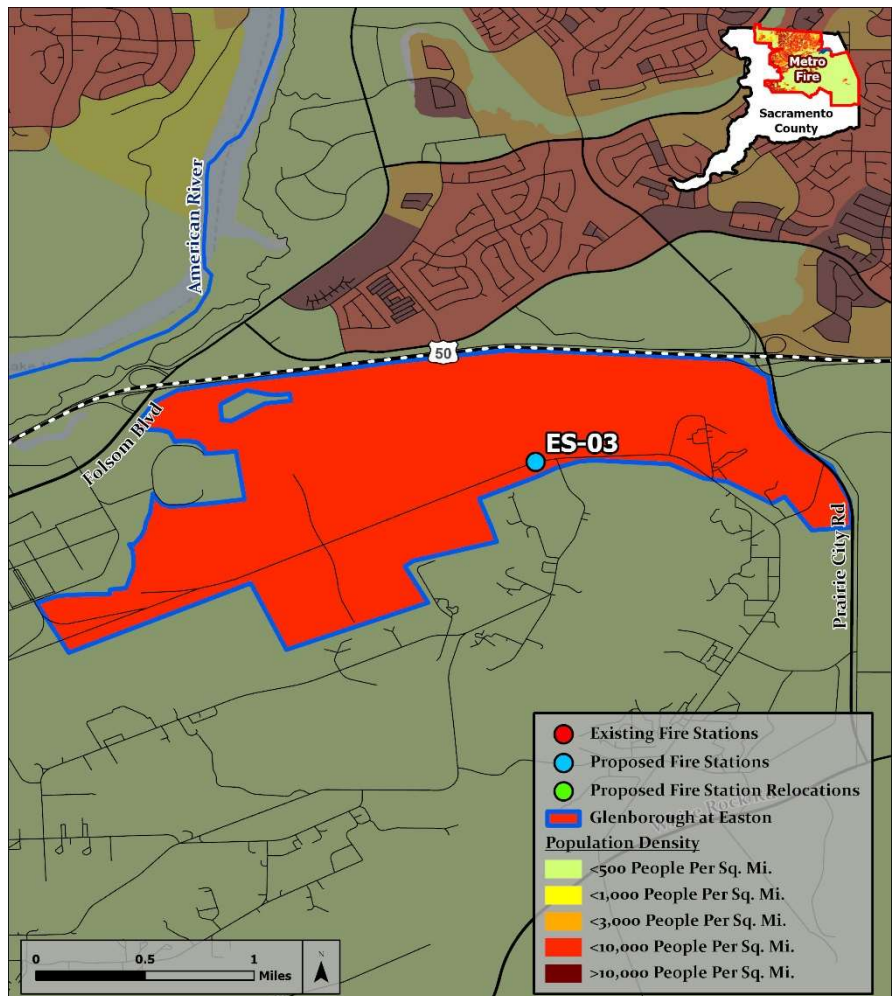 Metro
Fire
Sacramento
County
American River
50
Folsom Blvd
ES-03
Prairie City Rd
Existing Fire Stations
Proposed Fire Stations
Proposed Fire Station Relocations
Glenborough at Easton
Population Density
<500 People Per Sq. Mi.
<1,000 People Per Sq. Mi.
<3,000 People Per Sq. Mi.
<10,000 People Per Sq. Mi.
>10,000 People Per Sq. Mi.
N
0 0.5 1
Miles